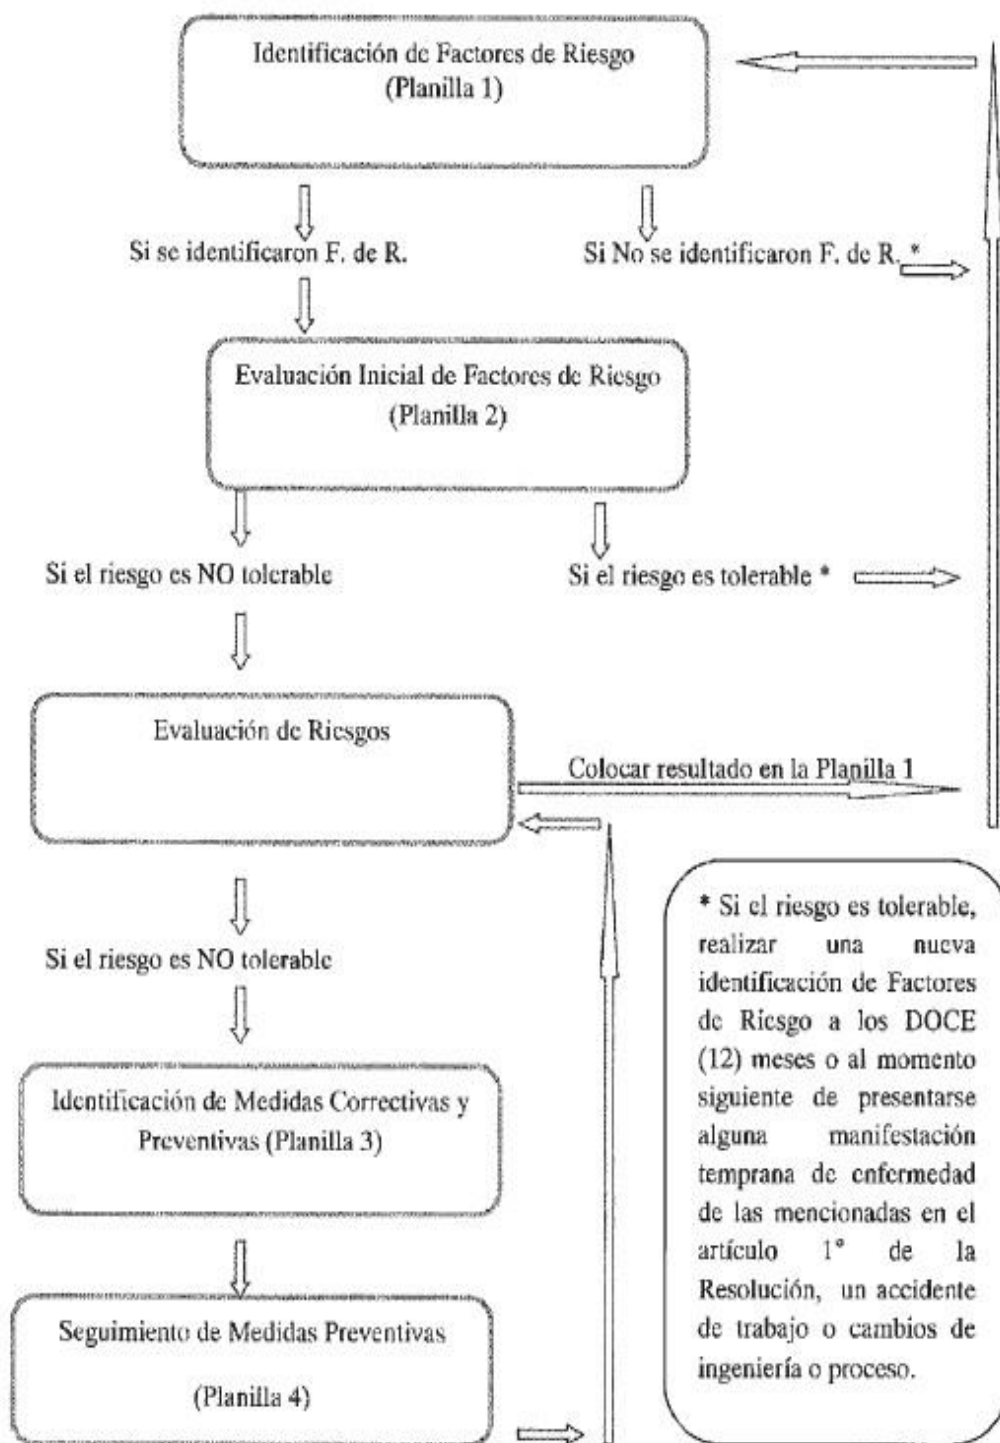 Identificación de Factores de Riesgo
(Planilla 1)
Si se identificaron F. de R.
Si No se identificaron F. de R. *
Evaluación Inicial de Factores de Riesgo
(Planilla 2)
Si el riesgo es NO tolerable
Si el riesgo es tolerable *
Evaluación de Riesgos
Colocar resultado en la Planilla 1
Si el riesgo es NO tolerable
Identificación de Medidas Correctivas y
Preventivas (Planilla 3)
Seguimiento de Medidas Preventivas
(Planilla 4)
* Si el riesgo es tolerable,
realizar una nueva
identificación de Factores
de Riesgo a los DOCE
(12) meses o al momento
siguiente de presentarse
alguna manifestación
temprana de enfermedad
de las mencionadas en el
artículo 1° de la
Resolución, un accidente
de trabajo o cambios de
ingeniería o proceso.